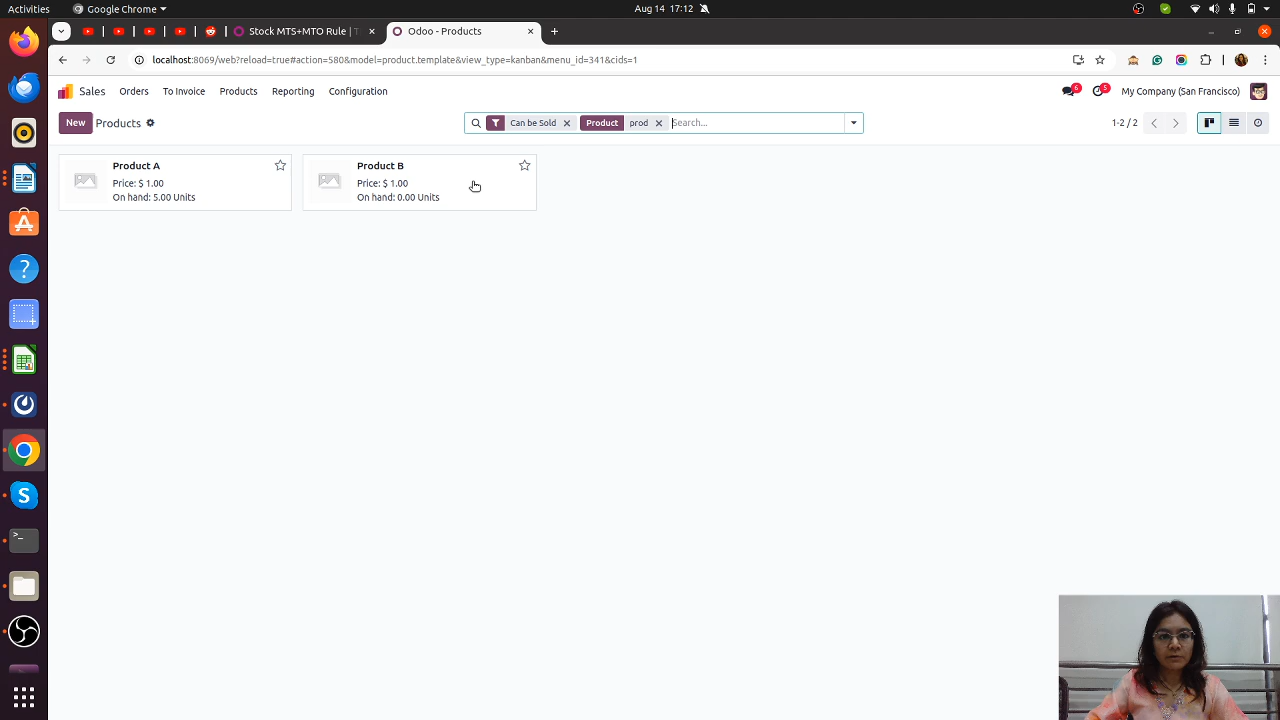 Activities
Google Chrome
Aug 14 17:12
Stock MTS+MTO Rule | T
Odoo - Products
localhost:8069/web?reload=true#action=580&model=product.template&view_type=kanban&menu_id=341&cids=1
Sales Orders To Invoice Products Reporting Configuration
6 5 My Company (San Francisco)
New Products
Can be Sold
Product prod
Search...
1-2 / 2
Product A
Price: $ 1.00
On hand: 5.00 Units
Product B
Price: $ 1.00
On hand: 0.00 Units